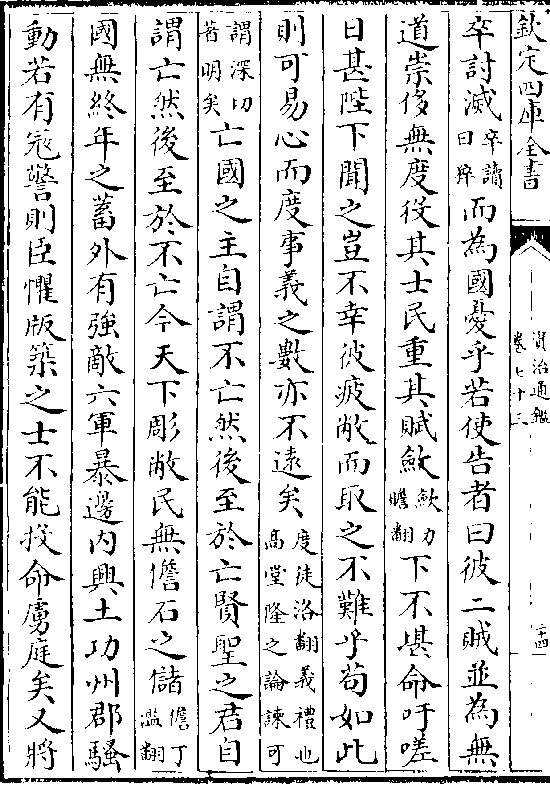 欽定四庫全書
資治通鑑
卷七十三
二十四
卒討滅卒讀曰猝而為國憂乎若使告者曰彼二賊並為無
道崇侈無度役其士民重其賦斂斂力贍翻下不堪命吁嗟
日甚陛下聞之豈不幸彼疲敝而取之不難乎苟如此
則可易心而度事義之數亦不遠矣度徒洛翻義禮也高堂隆之論諫可
謂深切著明矣亡國之主自謂不亡然後至於亡賢聖之君自
謂亡然後至於不亡今天下彫敝民無儋石之儲儋丁濫翻
國無終年之蓄外有強敵六軍暴邊内興土功州郡騷
動若有寇警則臣懼版築之士不能投命虜庭矣又將